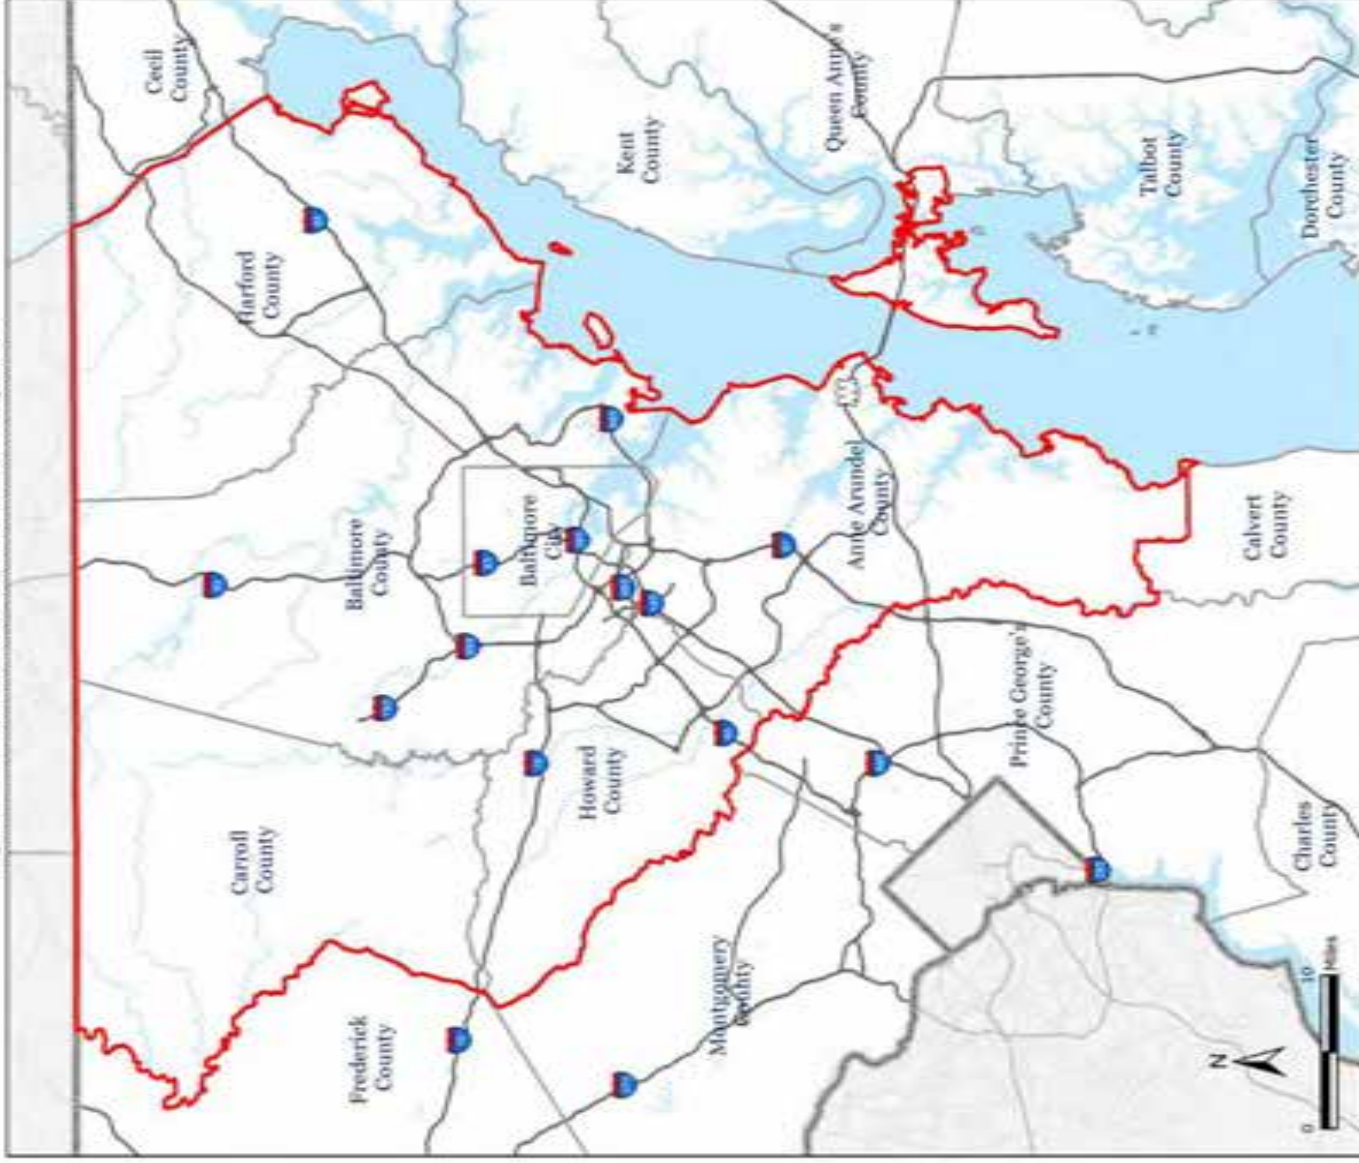 Cecil
County
Harford
County
Kent
County
Queen Anne's
County
Talbot
County
Dorchester
County
Baltimore
County
Baltimore
City
Anne Arundel
County
Calvert
County
Carroll
County
Howard
County
Prince George's
County
Frederick
County
Montgomery
County
Charles
County
N
0
10
Miles